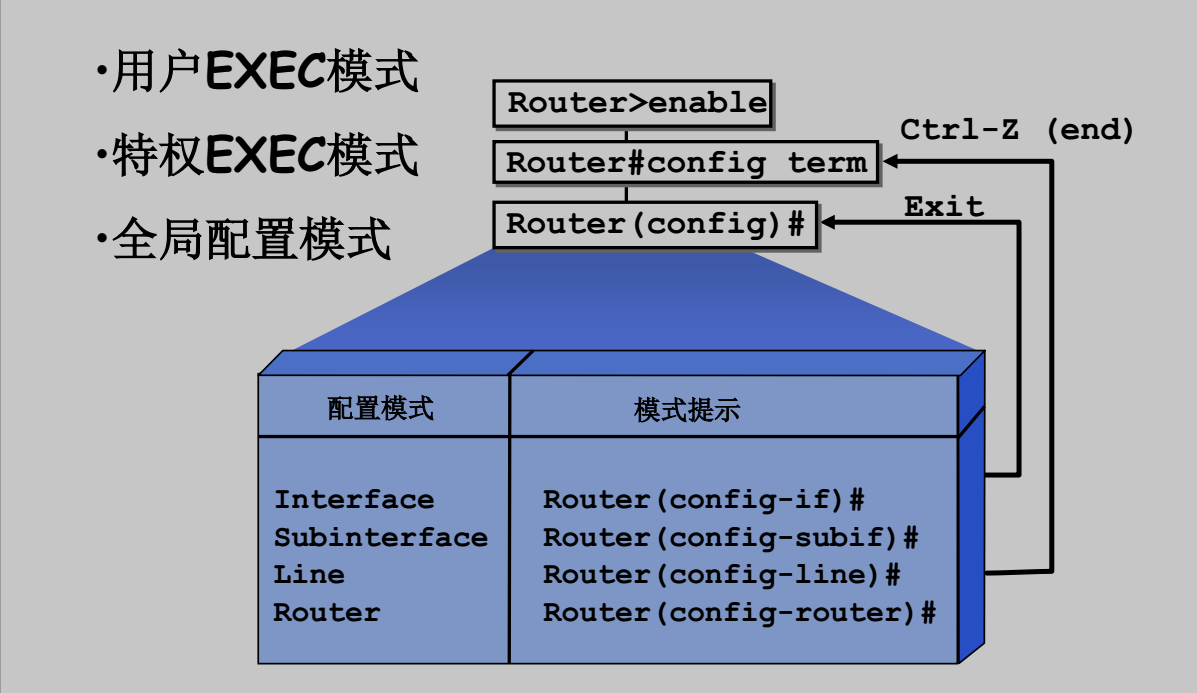 ·用户EXEC模式
·特权EXEC模式
·全局配置模式
Router>enable
Router#config term
Router(config)#
Ctrl-Z (end)
Exit
配置模式 模式提示
Interface Router(config-if)#
Subinterface Router(config-subif)#
Line Router(config-line)#
Router Router(config-router)#